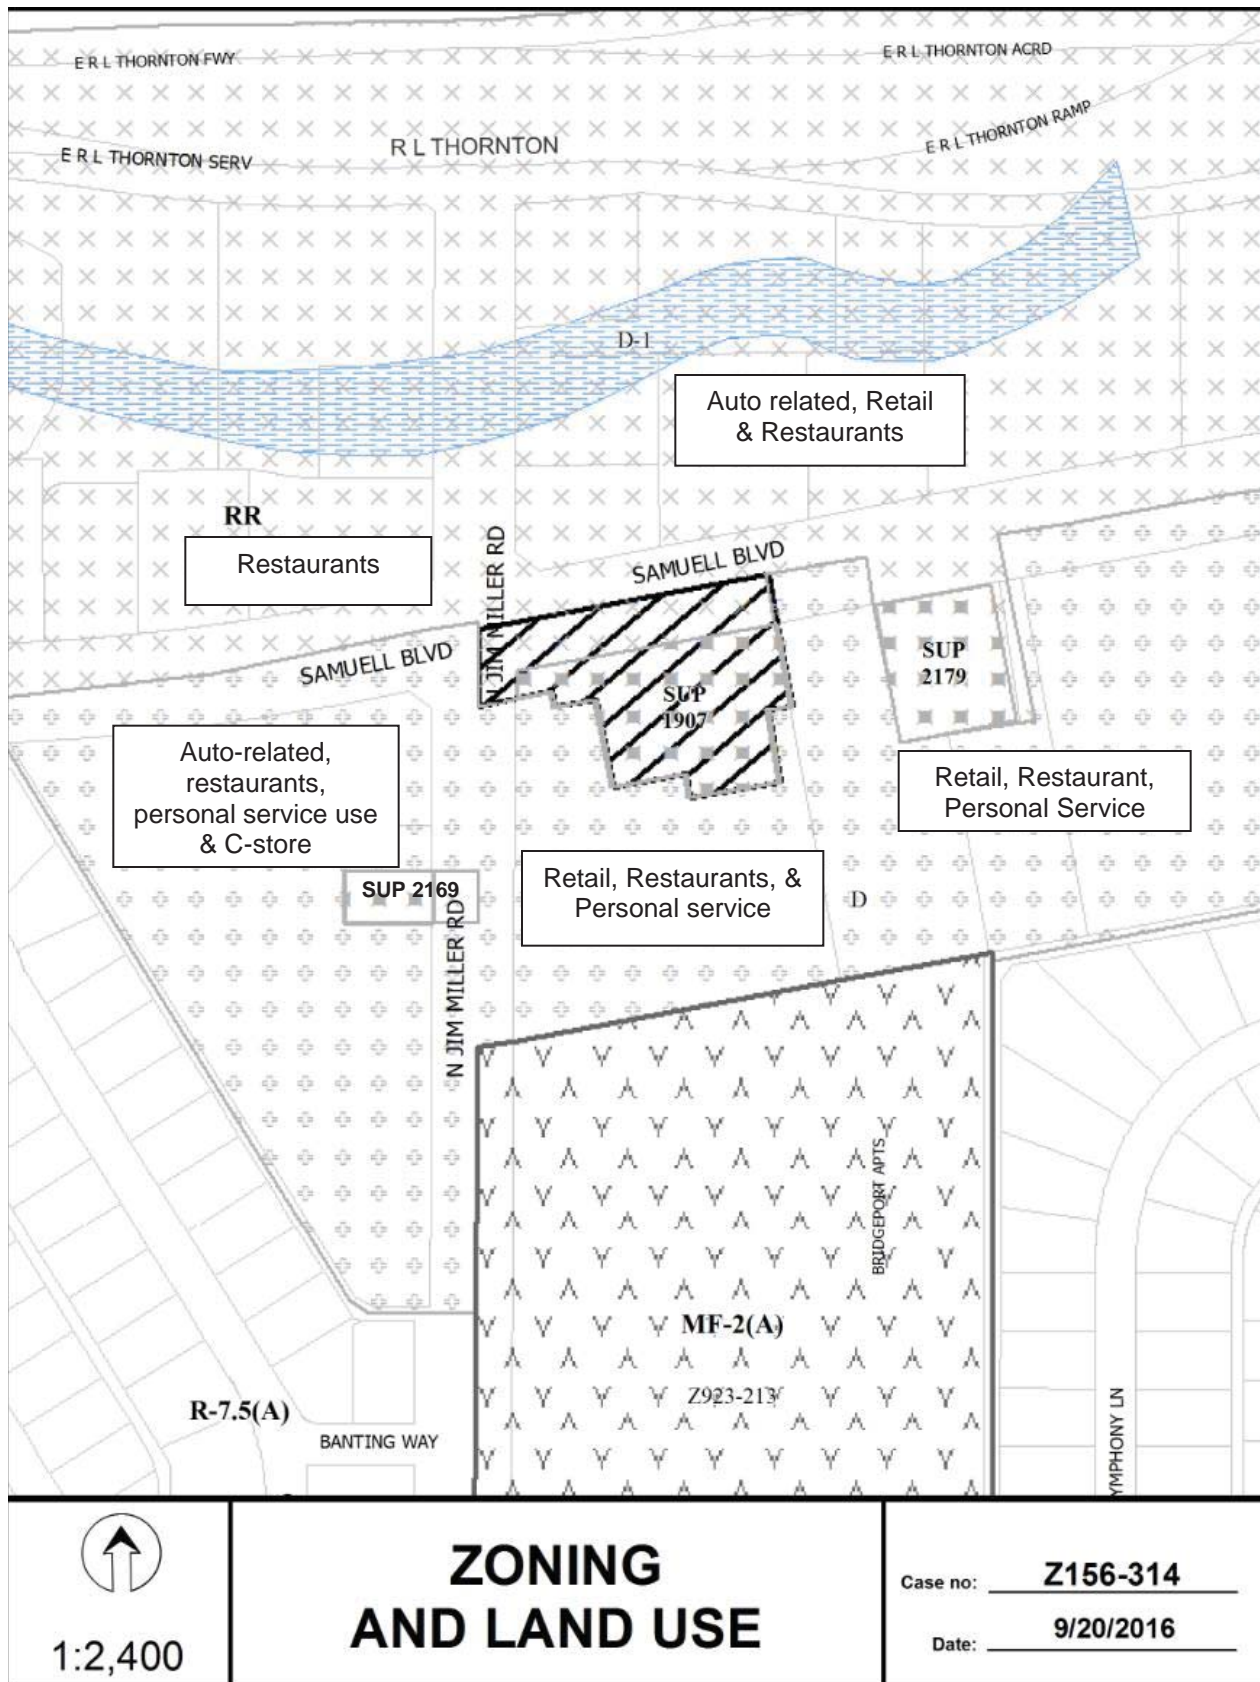 E R L THORNTON FWY
E R L THORNTON ACRD
E R L THORNTON SERV
R L THORNTON
E R L THORNTON RAMP
D-1
Auto related, Retail
& Restaurants
RR
Restaurants
N JIM MILLER RD
SAMUELL BLVD
SAMUELL BLVD
SUP
1907
SUP
2179
Auto-related,
restaurants,
personal service use
& C-store
Retail, Restaurant,
Personal Service
SUP 2169
Retail, Restaurants, &
Personal service
D
N JIM MILLER RD
BRIDGEPORT APTS
MF-2(A)
Z923-213
R-7.5(A)
BANTING WAY
YMPHONY LN
1:2,400
ZONING
AND LAND USE
Case no: Z156-314
Date: 9/20/2016